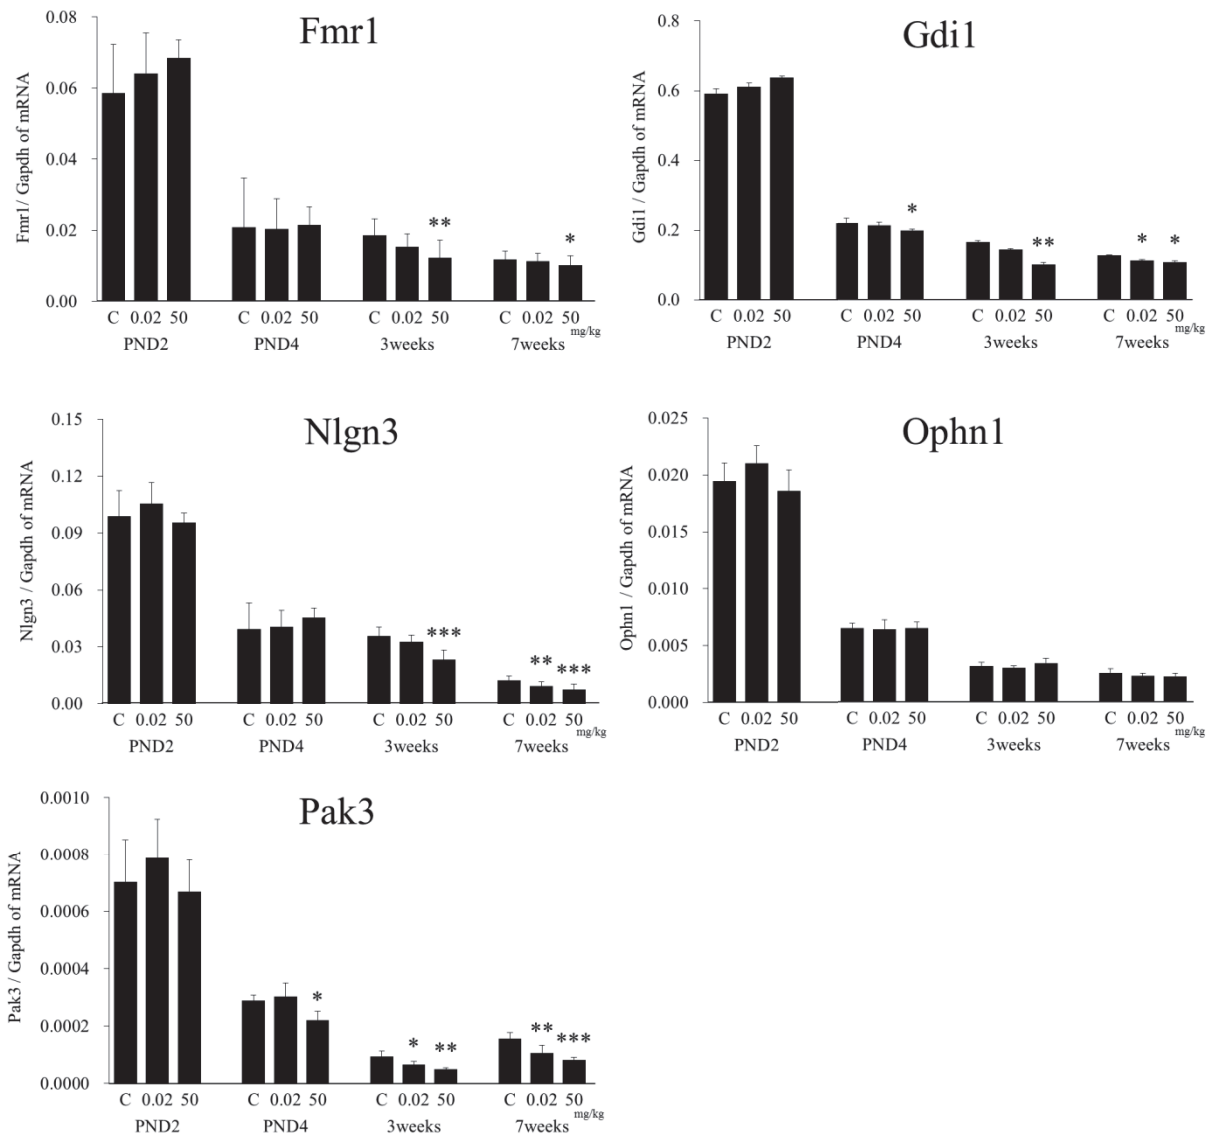 Fmr1
Fmr1/ Gapdh of mRNA
0.08
0.06
0.04
0.02
0.00
**
*
C 0.02 50 C 0.02 50 C 0.02 50 C 0.02 50 mg/kg
PND2 PND4 3weeks 7weeks
Gdi1
Gdi1 / Gapdh of mRNA
0.8
0.6
0.4
0.2
0.0
*
**
* *
C 0.02 50 C 0.02 50 C 0.02 50 C 0.02 50 mg/kg
PND2 PND4 3weeks 7weeks
Nlgn3
Nlgn3 / Gapdh of mRNA
0.15
0.12
0.09
0.06
0.03
0.00
***
** ***
C 0.02 50 C 0.02 50 C 0.02 50 C 0.02 50 mg/kg
PND2 PND4 3weeks 7weeks
Ophn1
Ophn1 / Gapdh of mRNA
0.025
0.020
0.015
0.010
0.005
0.000
C 0.02 50 C 0.02 50 C 0.02 50 C 0.02 50 mg/kg
PND2 PND4 3weeks 7weeks
Pak3
Pak3 / Gapdh of mRNA
0.0010
0.0008
0.0006
0.0004
0.0002
0.0000
*
* **
** ***
C 0.02 50 C 0.02 50 C 0.02 50 C 0.02 50 mg/kg
PND2 PND4 3weeks 7weeks